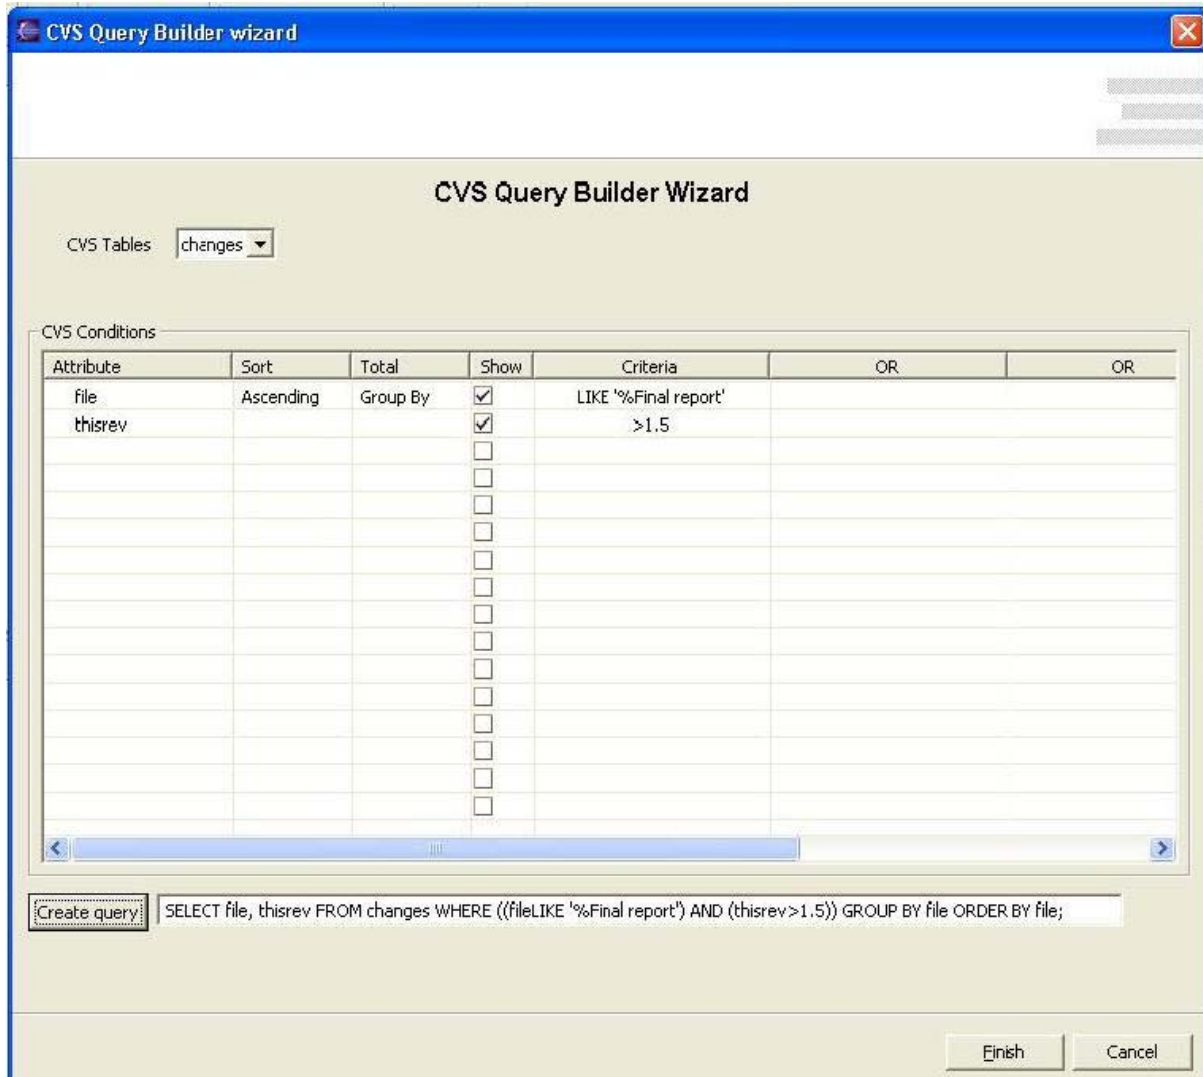 CVS Query Builder wizard
CVS Query Builder Wizard
CVS Tables changes
CVS Conditions
Attribute Sort Total Show Criteria OR OR
file Ascending Group By LIKE '%Final report'
thisrev >1.5
Create query SELECT file, thisrev FROM changes WHERE ((fileLIKE '%Final report') AND (thisrev>1.5)) GROUP BY file ORDER BY file;
Finish Cancel